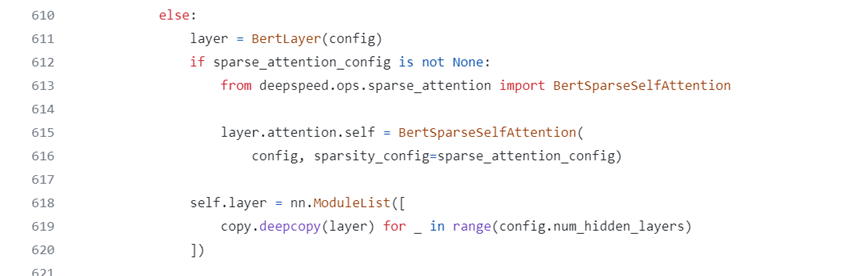 610 else:
611 layer = BertLayer(config)
612 if sparse_attention_config is not None:
613 from deepspeed.ops.sparse_attention import BertSparseSelfAttention
614
615 layer.attention.self = BertSparseSelfAttention(
616 config, sparsity_config=sparse_attention_config)
617
618 self.layer = nn.ModuleList([
619 copy.deepcopy(layer) for _ in range(config.num_hidden_layers)
620 ])
621